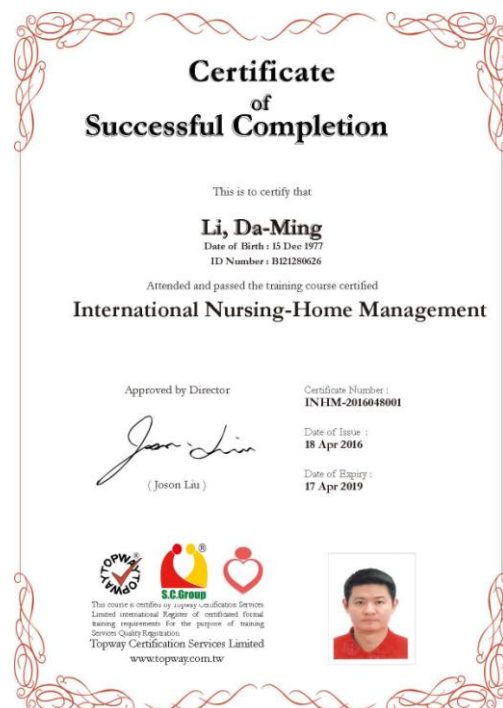 Certificate
of
Successful Completion
This is to certify that
Li, Da-Ming
Date of Birth : 15 Dec 1977
ID Number : B121280626
Attended and passed the training course certified
International Nursing-Home Management
Approved by Director
( Joson Liu )
Certificate Number :
INHM-2016048001
Date of Issue :
18 Apr 2016
Date of Expiry :
17 Apr 2019
TOPWAY TOPWAY ®
S.C.Group ®
This course is certified by Topway Certification Services
Limited international Register of certificated formal
training requirements for the purpose of training
Services Quality Registration
Topway Certification Services Limited
www.topway.com.tw